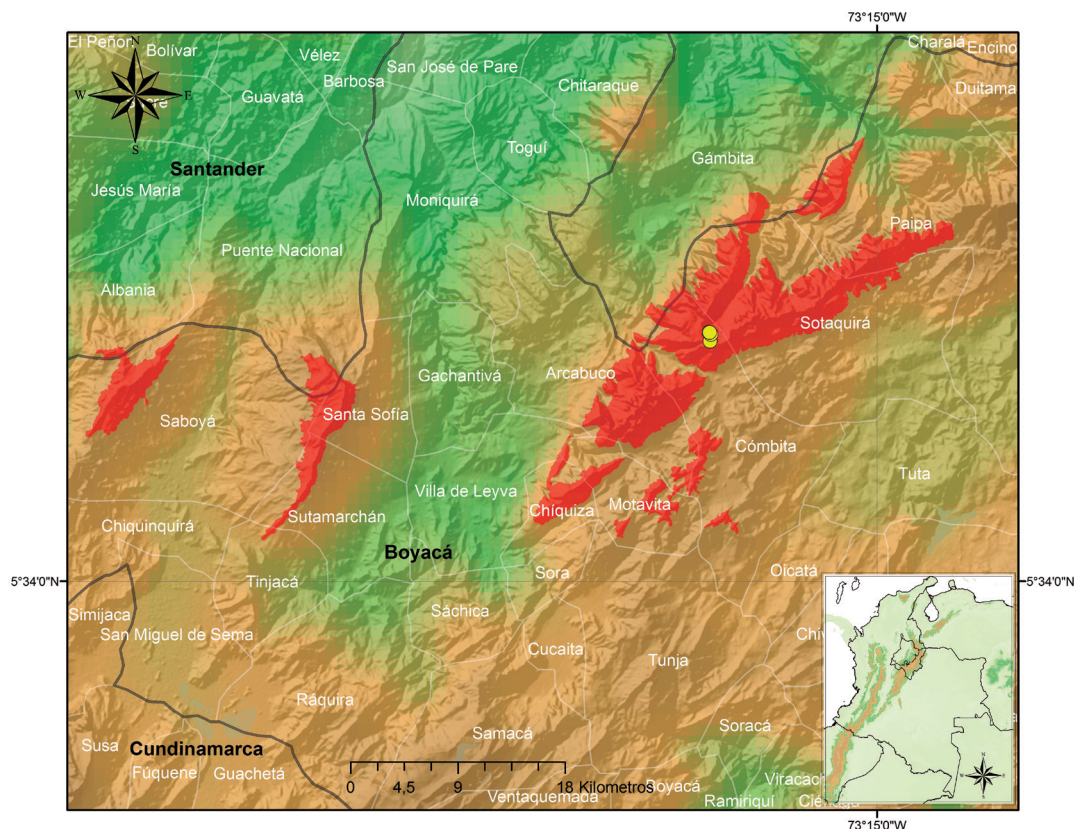 73°15'0"W
El Peñón
Bolívar
Vélez
Barbosa
San José de Pare
Charalá
Encino
Chitaraque
Duitama
Guavatá
N
W
E
S
Toguí
Gámbita
Santander
Jesús María
Moniquirá
Paipa
Puente Nacional
Albania
Sotaquirá
Gachantivá
Arcabuco
Saboyá
Santa Sofía
Cómbita
Tuta
Villa de Leyva
Chíquiza
Motavita
Sutamarchán
Chiquinquirá
Boyacá
5°34'0"N
5°34'0"N
Tinjacá
Sora
Oicatá
Simijaca
Sáchica
San Miguel de Sema
Cucaita
Tunja
Ráquira
Samacá
Soracá
Susa
Cundinamarca
Fúquene
Guachetá
0
4,5
9
18 Kilometros
Ventaquemada
Boyacá
Ramiriquí
N
W
E
S
73°15'0"W